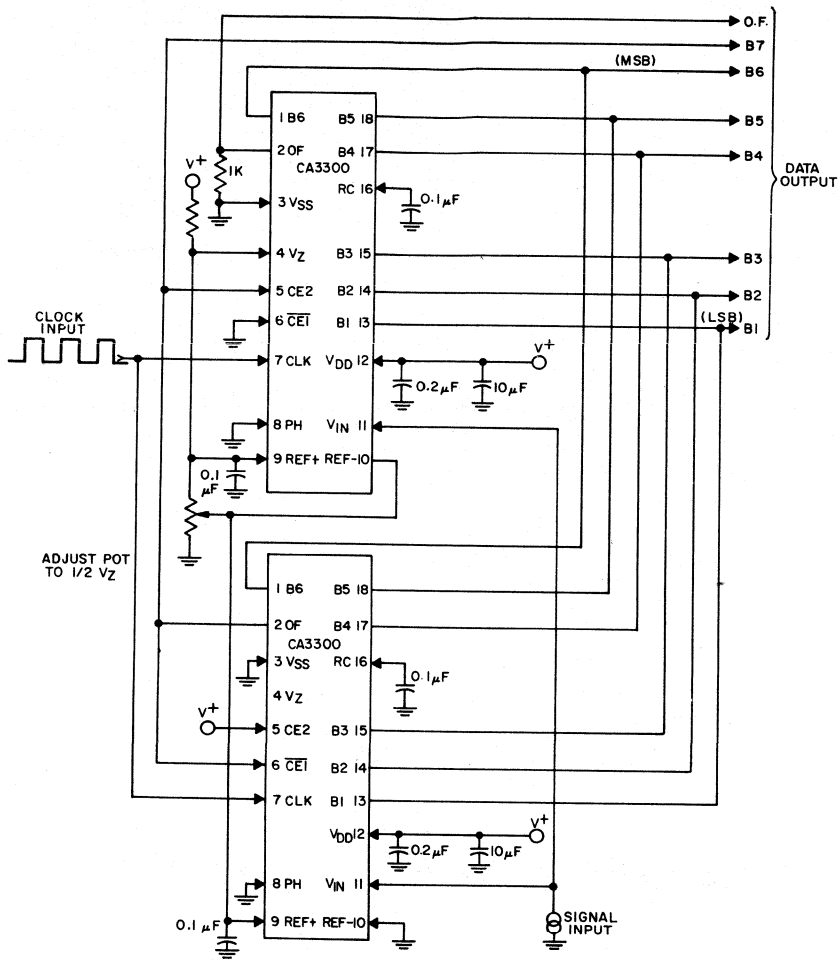 O.F.
B7
(MSB)
B6
1 B6
B5 18
B5
V+
2 OF
B4 17
B4
1K
CA3300
DATA
OUTPUT
RC 16
0.1µF
3 VSS
4 VZ
B3 15
B3
5 CE2
B2 14
B2
CLOCK
INPUT
(LSB)
6 CE1
B1 13
B1
V+
7 CLK
VDD 12
0.2µF
10µF
8 PH
VIN 11
9 REF+
REF-10
0.1
µF
ADJUST POT
TO 1/2 VZ
1 B6
B5 18
2 OF
B4 17
CA3300
3 VSS
RC 16
0.1µF
4 VZ
V+
5 CE2
B3 15
6 CE1
B2 14
7 CLK
B1 13
V+
VDD12
0.2µF
10µF
8 PH
VIN 11
0.1 µF
9 REF+
REF-10
SIGNAL
INPUT